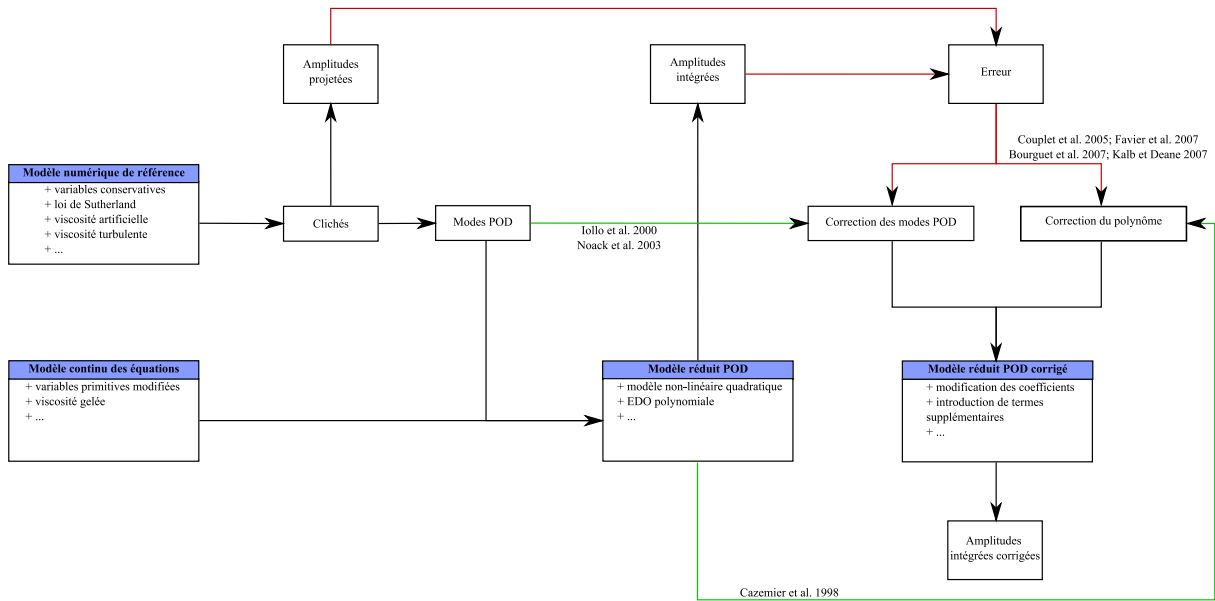 Amplitudes
projetées
Amplitudes
intégrées
Erreur
Couplet et al. 2005; Favier et al. 2007
Bourguet et al. 2007; Kalb et Deane 2007
Modèle numérique de référence
+ variables conservatives
+ loi de Sutherland
+ viscosité artificielle
+ viscosité turbulente
+ ...
Clichés
Modes POD
Iollo et al. 2000
Noack et al. 2003
Correction des modes POD
Correction du polynôme
Modèle continu des équations
+ variables primitives modifiées
+ viscosité gelée
+ ...
Modèle réduit POD
+ modèle non-linéaire quadratique
+ EDO polynomiale
+ ...
Modèle réduit POD corrigé
+ modification des coefficients
+ introduction de termes
supplémentaires
+ ...
Amplitudes
intégrées corrigées
Cazemier et al. 1998